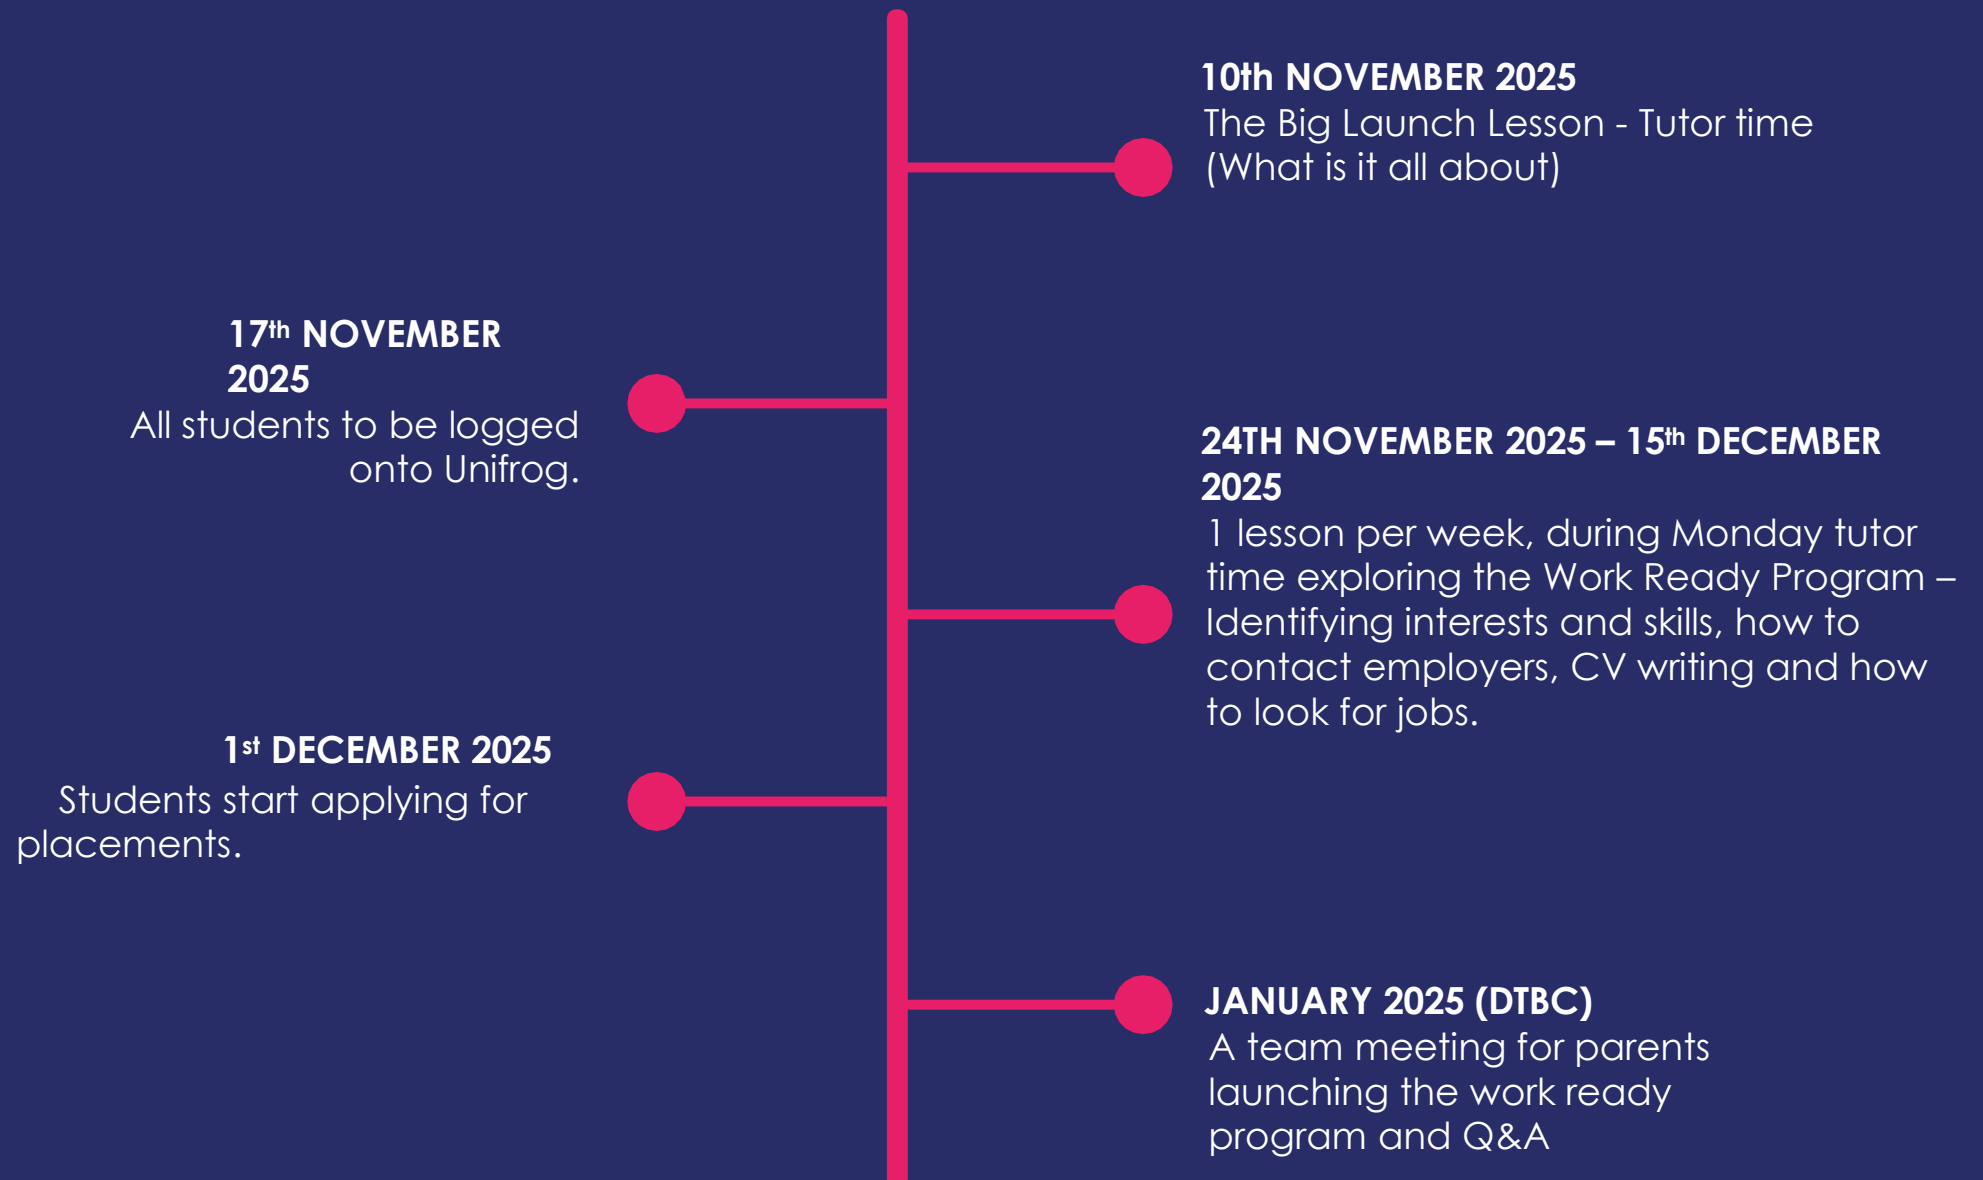 10th NOVEMBER 2025
The Big Launch Lesson - Tutor time
(What is it all about)
17th NOVEMBER
2025
All students to be logged
onto Unifrog.
24TH NOVEMBER 2025 – 15th DECEMBER
2025
1 lesson per week, during Monday tutor
time exploring the Work Ready Program –
Identifying interests and skills, how to
contact employers, CV writing and how
to look for jobs.
1st DECEMBER 2025
Students start applying for
placements.
JANUARY 2025 (DTBC)
A team meeting for parents
launching the work ready
program and Q&A